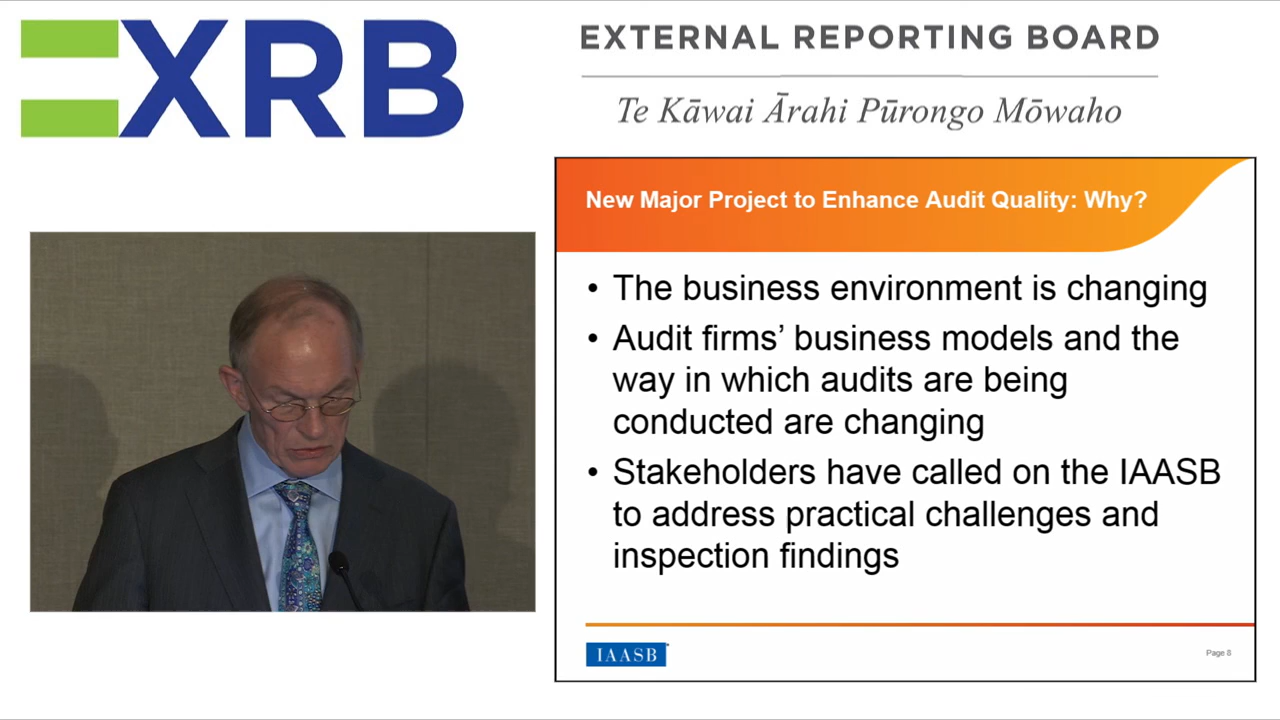 EXRB
EXTERNAL REPORTING BOARD
Te Kāwai Ārahi Pūrongo Mōwaho
New Major Project to Enhance Audit Quality: Why?
• The business environment is changing
• Audit firms’ business models and the
way in which audits are being
conducted are changing
• Stakeholders have called on the IAASB
to address practical challenges and
inspection findings
IAASB
Page 8